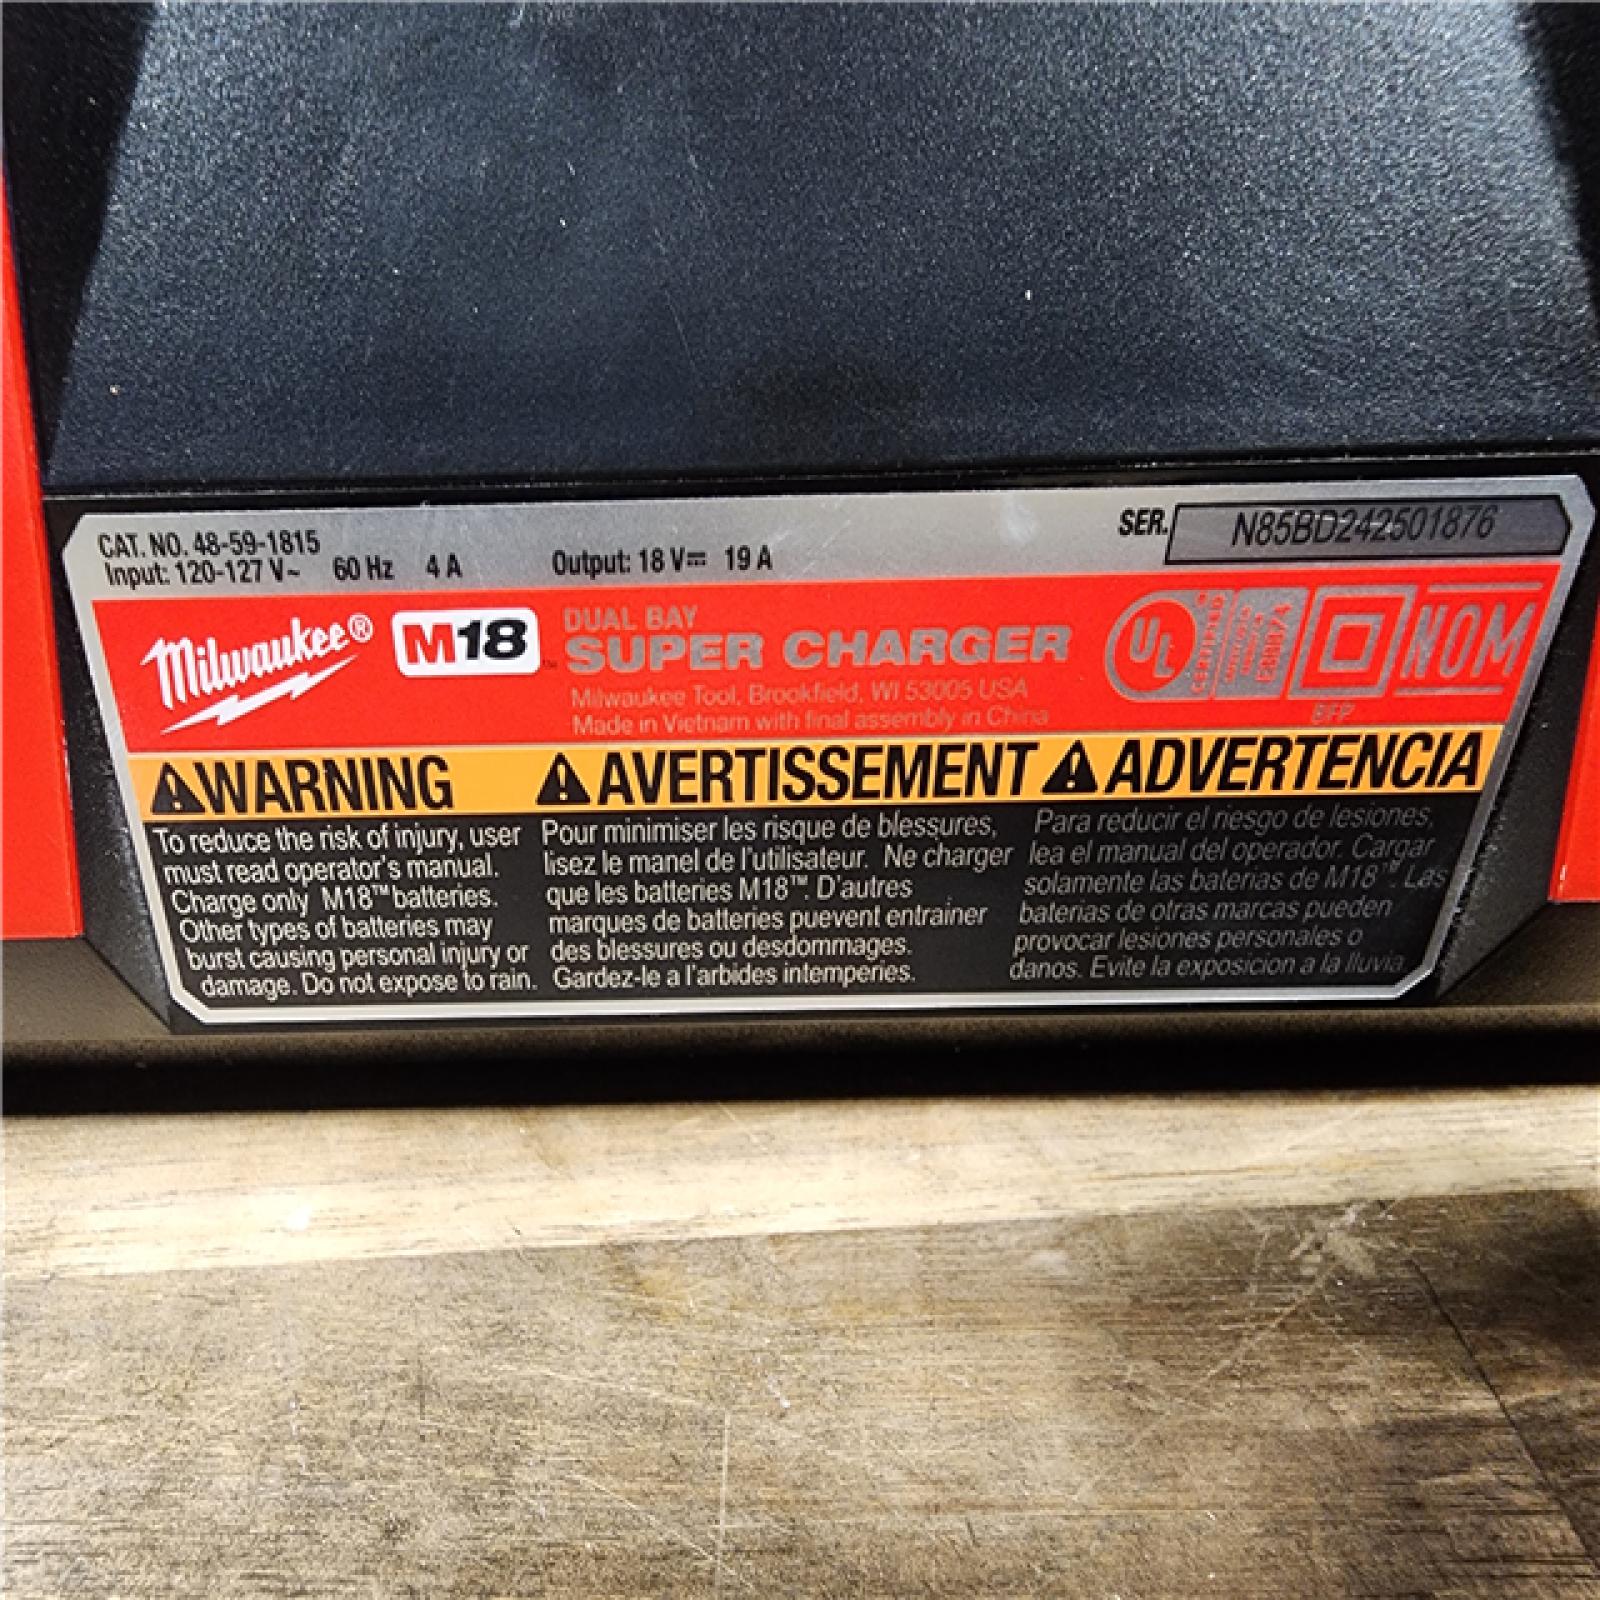 CAT. NO. 48-59-1815
Input: 120-127 V~ 60 Hz 4 A Output: 18 V⎓ 19 A
SER. N85BD242501876
Milwaukee® M18™
DUAL BAY
SUPER CHARGER
Milwaukee Tool, Brookfield, WI 53005 USA
Made in Vietnam with final assembly in China
UL
CERTIFIED
NOM
BFP
⚠WARNING
To reduce the risk of injury, user
must read operator's manual.
Charge only M18™ batteries.
Other types of batteries may
burst causing personal injury or
damage. Do not expose to rain.
⚠AVERTISSEMENT
Pour minimiser les risque de blessures,
lisez le manel de l'utilisateur. Ne charger
que les batteries M18™. D'autres
marques de batteries puevent entrainer
des blessures ou desdommages.
Gardez-le a l'arbides intemperies.
⚠ADVERTENCIA
Para reducir el riesgo de lesiones,
lea el manual del operador. Cargar
solamente las baterias de M18™. Las
baterias de otras marcas pueden
provocar lesiones personales o
danos. Evite la exposicion a la lluvia